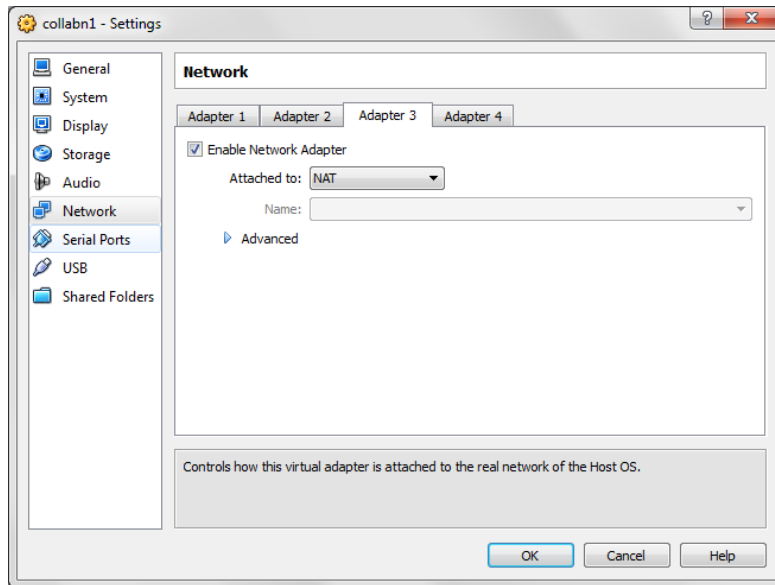 collabn1 - Settings
?
General
System
Display
Storage
Audio
Network
Serial Ports
USB
Shared Folders
Network
Adapter 1 Adapter 2 Adapter 3 Adapter 4
Enable Network Adapter
Attached to: NAT
Name:
Advanced
Controls how this virtual adapter is attached to the real network of the Host OS.
OK Cancel Help